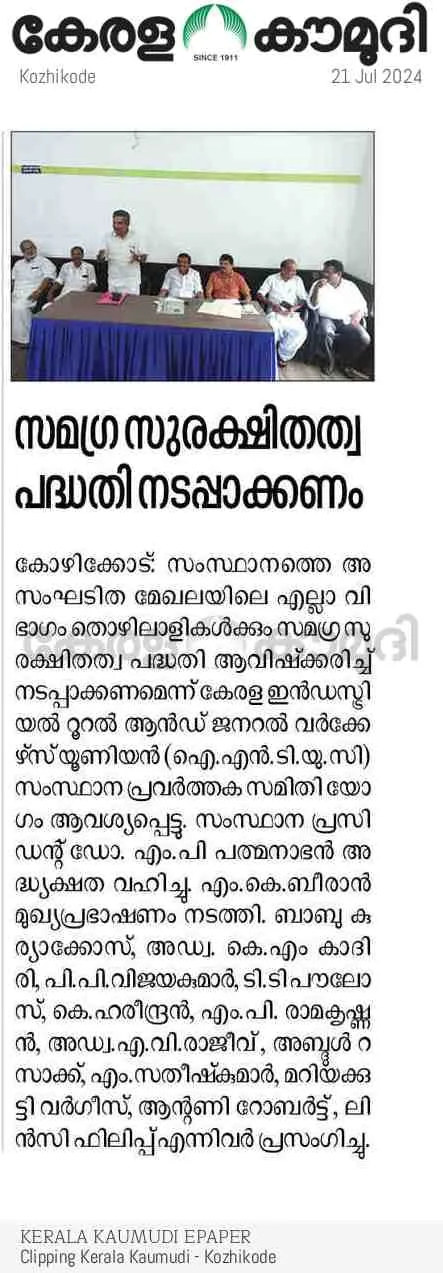 കേരള കൗമുദി
SINCE 1911
Kozhikode 21 Jul 2024
സമഗ്ര സുരക്ഷിതത്വ
പദ്ധതി നടപ്പാക്കണം
കോഴിക്കോട്: സംസ്ഥാനത്തെ അ
സംഘടിത മേഖലയിലെ എല്ലാ വി
ഭാഗം തൊഴിലാളികൾക്കും സമഗ്ര സു
രക്ഷിതത്വ പദ്ധതി ആവിഷ്ക്കരിച്ച്
നടപ്പാക്കണമെന്ന് കേരള ഇൻഡസ്ട്രി
യൽ റൂറൽ ആൻഡ് ജനറൽ വർക്കേ
ഴ്സ് യൂണിയൻ (ഐ.എൻ.ടി.യു.സി)
സംസ്ഥാന പ്രവർത്തക സമിതി യോ
ഗം ആവശ്യപ്പെട്ടു. സംസ്ഥാന പ്രസി
ഡന്റ് ഡോ. എം.പി പത്മനാഭൻ അ
ദ്ധ്യക്ഷത വഹിച്ചു. എം.കെ.ബീരാൻ
മുഖ്യപ്രഭാഷണം നടത്തി. ബാബു കു
ര്യാക്കോസ്, അഡ്വ. കെ.എം കാദി
രി, പി.പി.വിജയകുമാർ, ടി.ടി പൗലോ
സ്, കെ.ഹരീന്ദ്രൻ, എം.പി. രാമകൃഷ്ണ
ൻ, അഡ്വ.എ.വി.രാജീവ്, അബ്ദുൾ റ
സാക്ക്, എം.സതീഷ്കുമാർ, മറിയക്കു
ട്ടി വർഗീസ്, ആന്റണി റോബർട്ട്, ലി
ൻസി ഫിലിപ്പ് എന്നിവർ പ്രസംഗിച്ചു.
കേരള കൗമുദി
KERALA KAUMUDI EPAPER
Clipping Kerala Kaumudi - Kozhikode